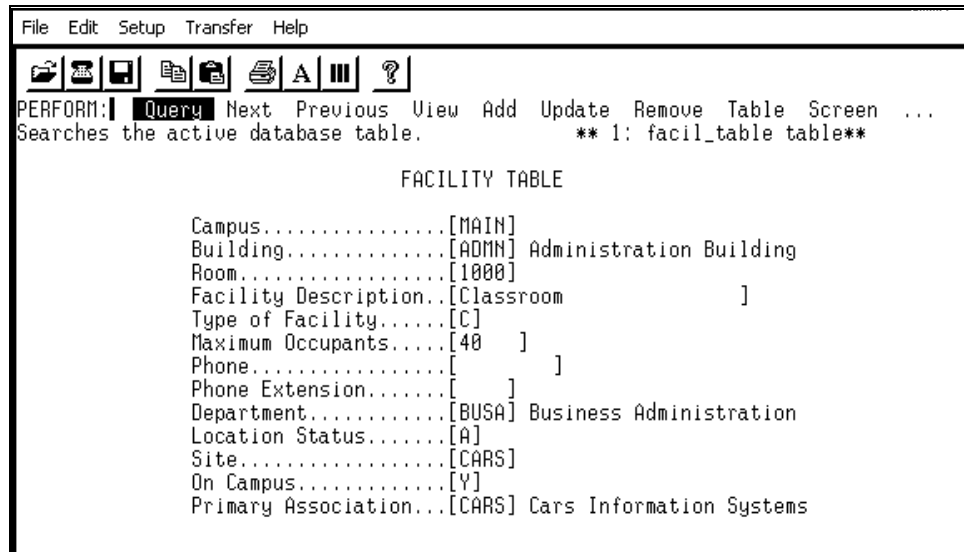 File Edit Setup Transfer Help
A ?
PERFORM: Query Next Previous View Add Update Remove Table Screen ...
Searches the active database table. ** 1: facil_table table**
FACILITY TABLE
Campus................[MAIN]
Building..............[ADMN] Administration Building
Room..................[1000]
Facility Description..[Classroom ]
Type of Facility......[C]
Maximum Occupants.....[40 ]
Phone.................[ ]
Phone Extension.......[ ]
Department............[BUSA] Business Administration
Location Status.......[A]
Site..................[CARS]
On Campus.............[Y]
Primary Association...[CARS] Cars Information Systems